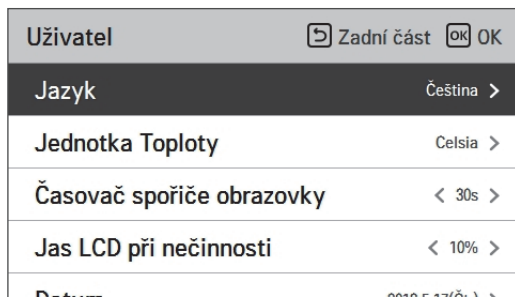 Uživatel Zadní část OK OK
Jazyk Čeština >
Jednotka Toploty Celsia >
Časovač spořiče obrazovky < 30s >
Jas LCD při nečinnosti < 10% >
Datum